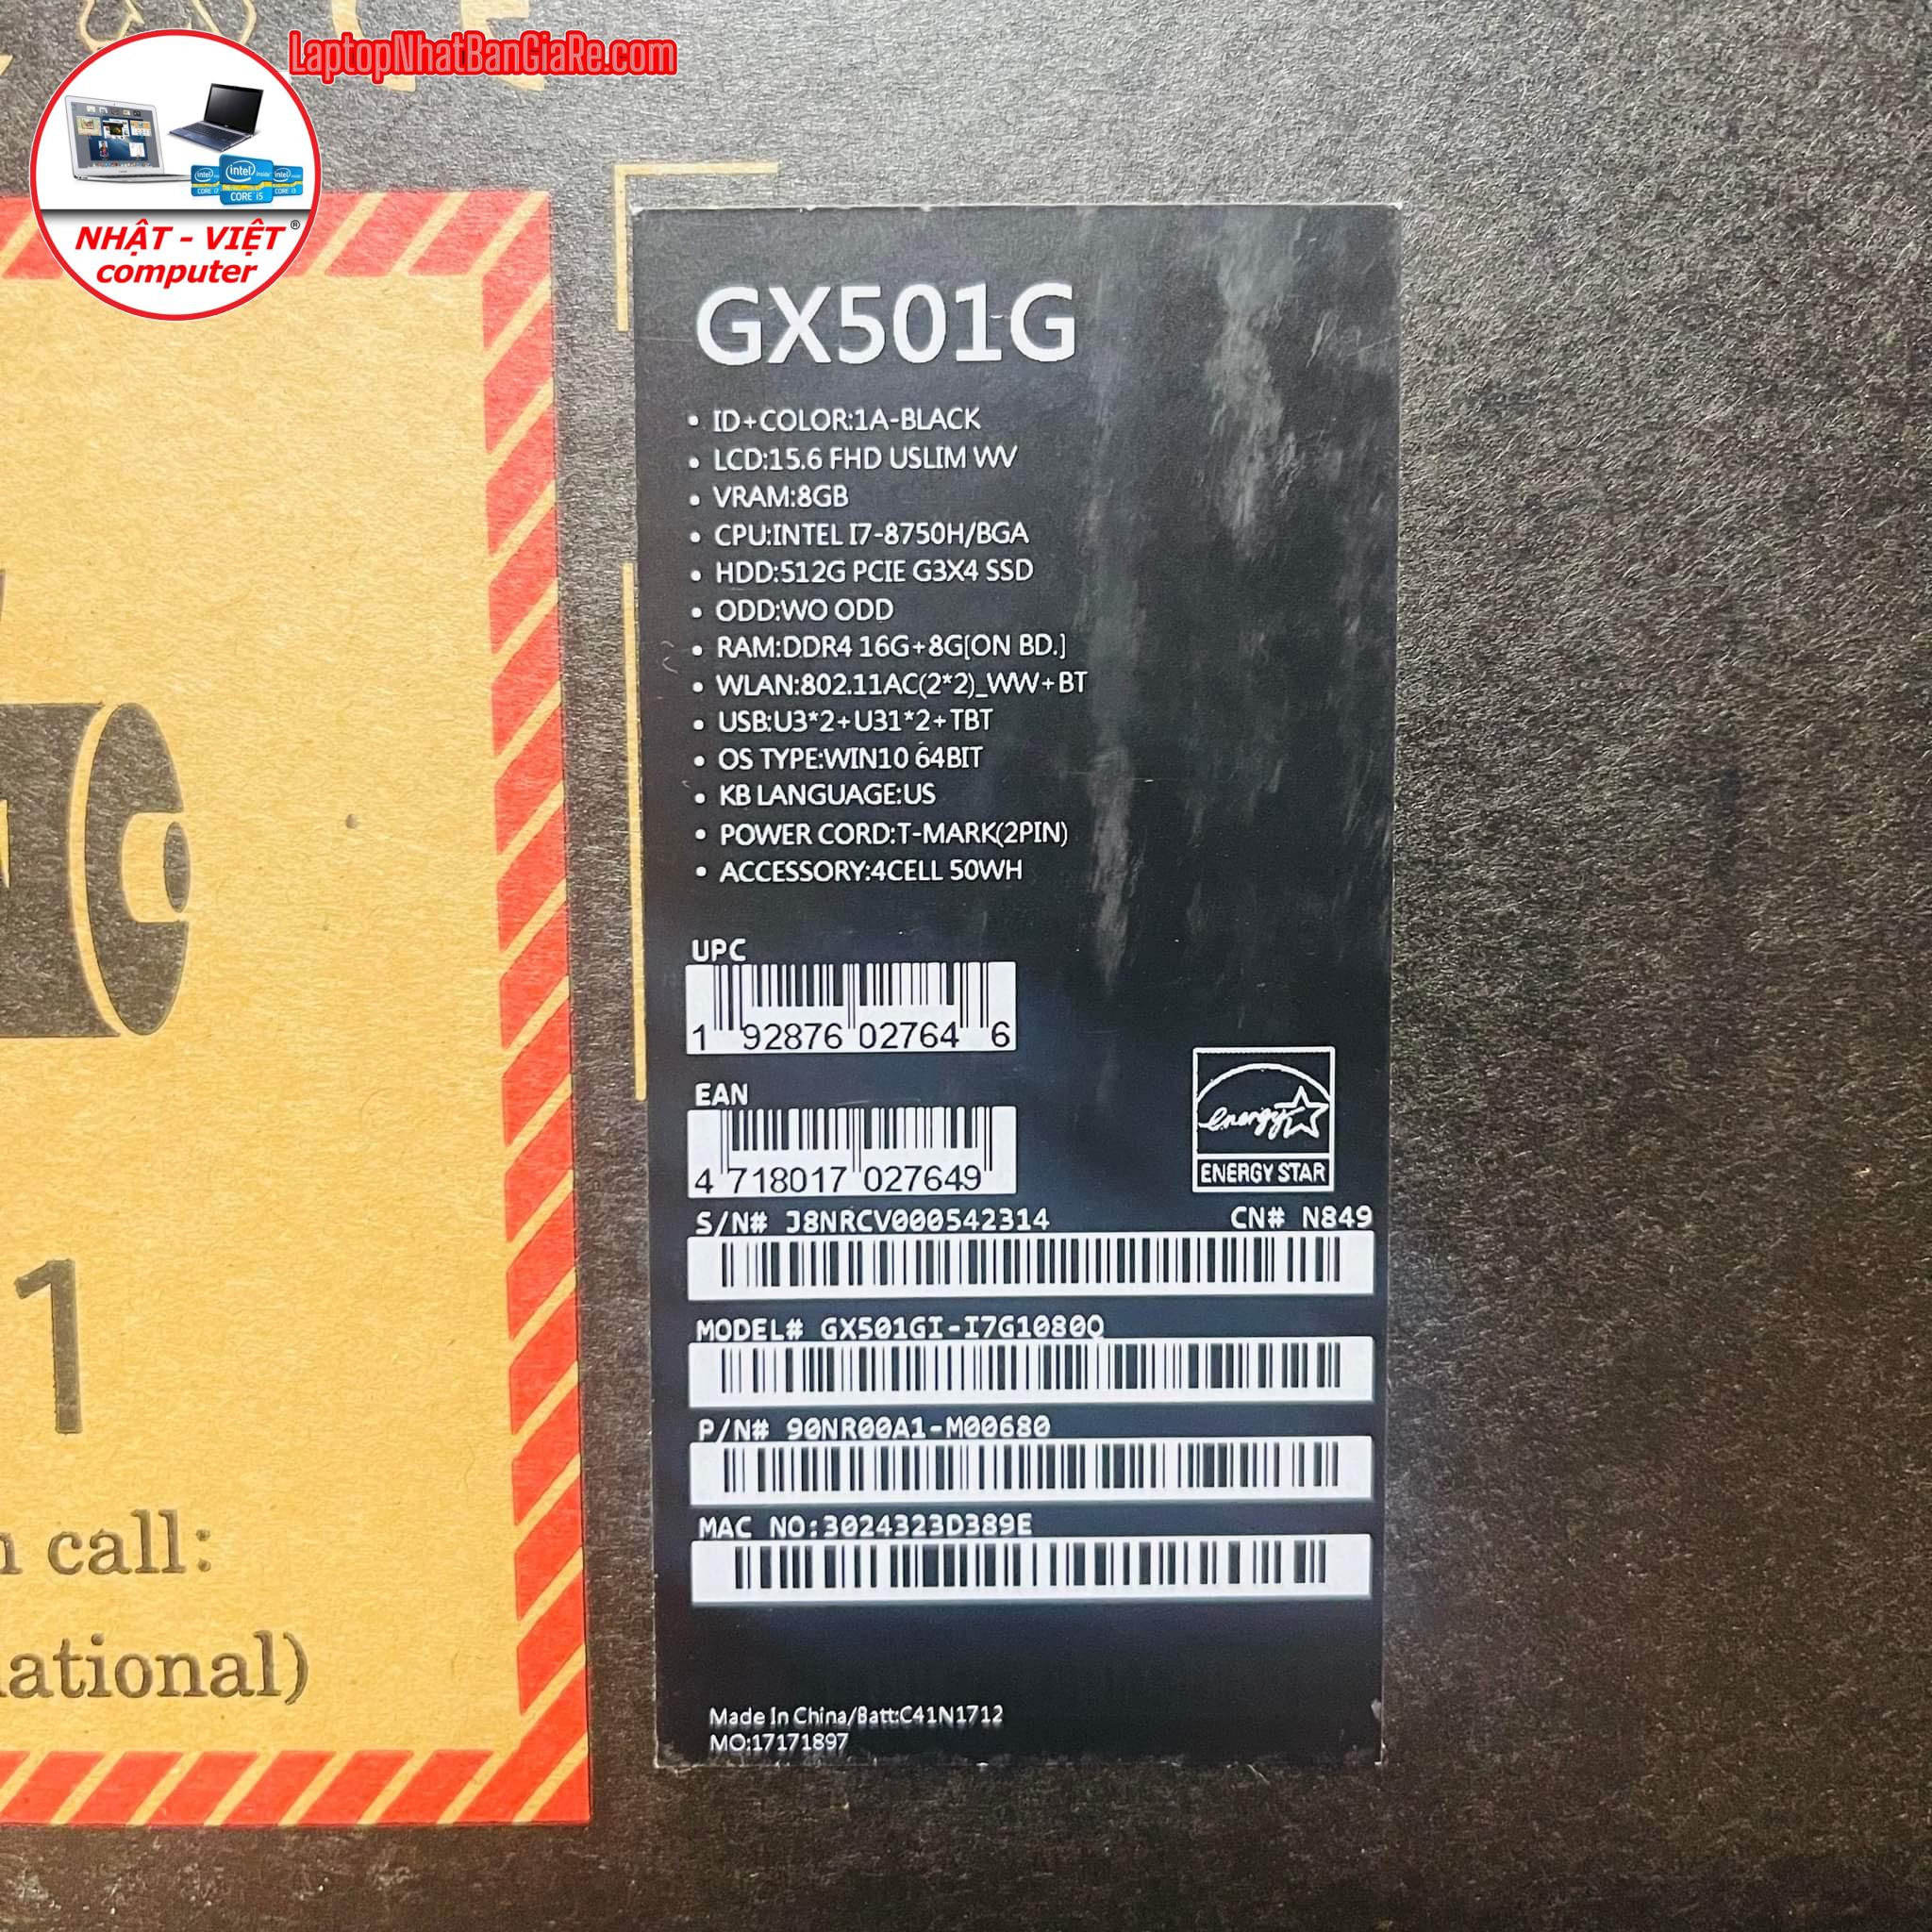 LaptopNhatBanGiaRe.com
intel inside CORE i5
NHẬT - VIỆT ®
computer
GX501G
• ID+COLOR:1A-BLACK
• LCD:15.6 FHD USLIM WV
• VRAM:8GB
• CPU:INTEL I7-8750H/BGA
• HDD:512G PCIE G3X4 SSD
• ODD:WO ODD
• RAM:DDR4 16G+8G[ON BD.]
• WLAN:802.11AC(2*2)_WW+BT
• USB:U3*2+U31*2+TBT
• OS TYPE:WIN10 64BIT
• KB LANGUAGE:US
• POWER CORD:T-MARK(2PIN)
• ACCESSORY:4CELL 50WH
UPC
1 92876 02764 6
EAN
4 718017 027649
energy
ENERGY STAR
S/N# J8NRCV000542314 CN# N849
MODEL# GX501GI-I7G1080Q
P/N# 90NR00A1-M00680
MAC NO:3024323D389E
Made In China/Batt:C41N1712
MO:17171897
1
call:
ational)